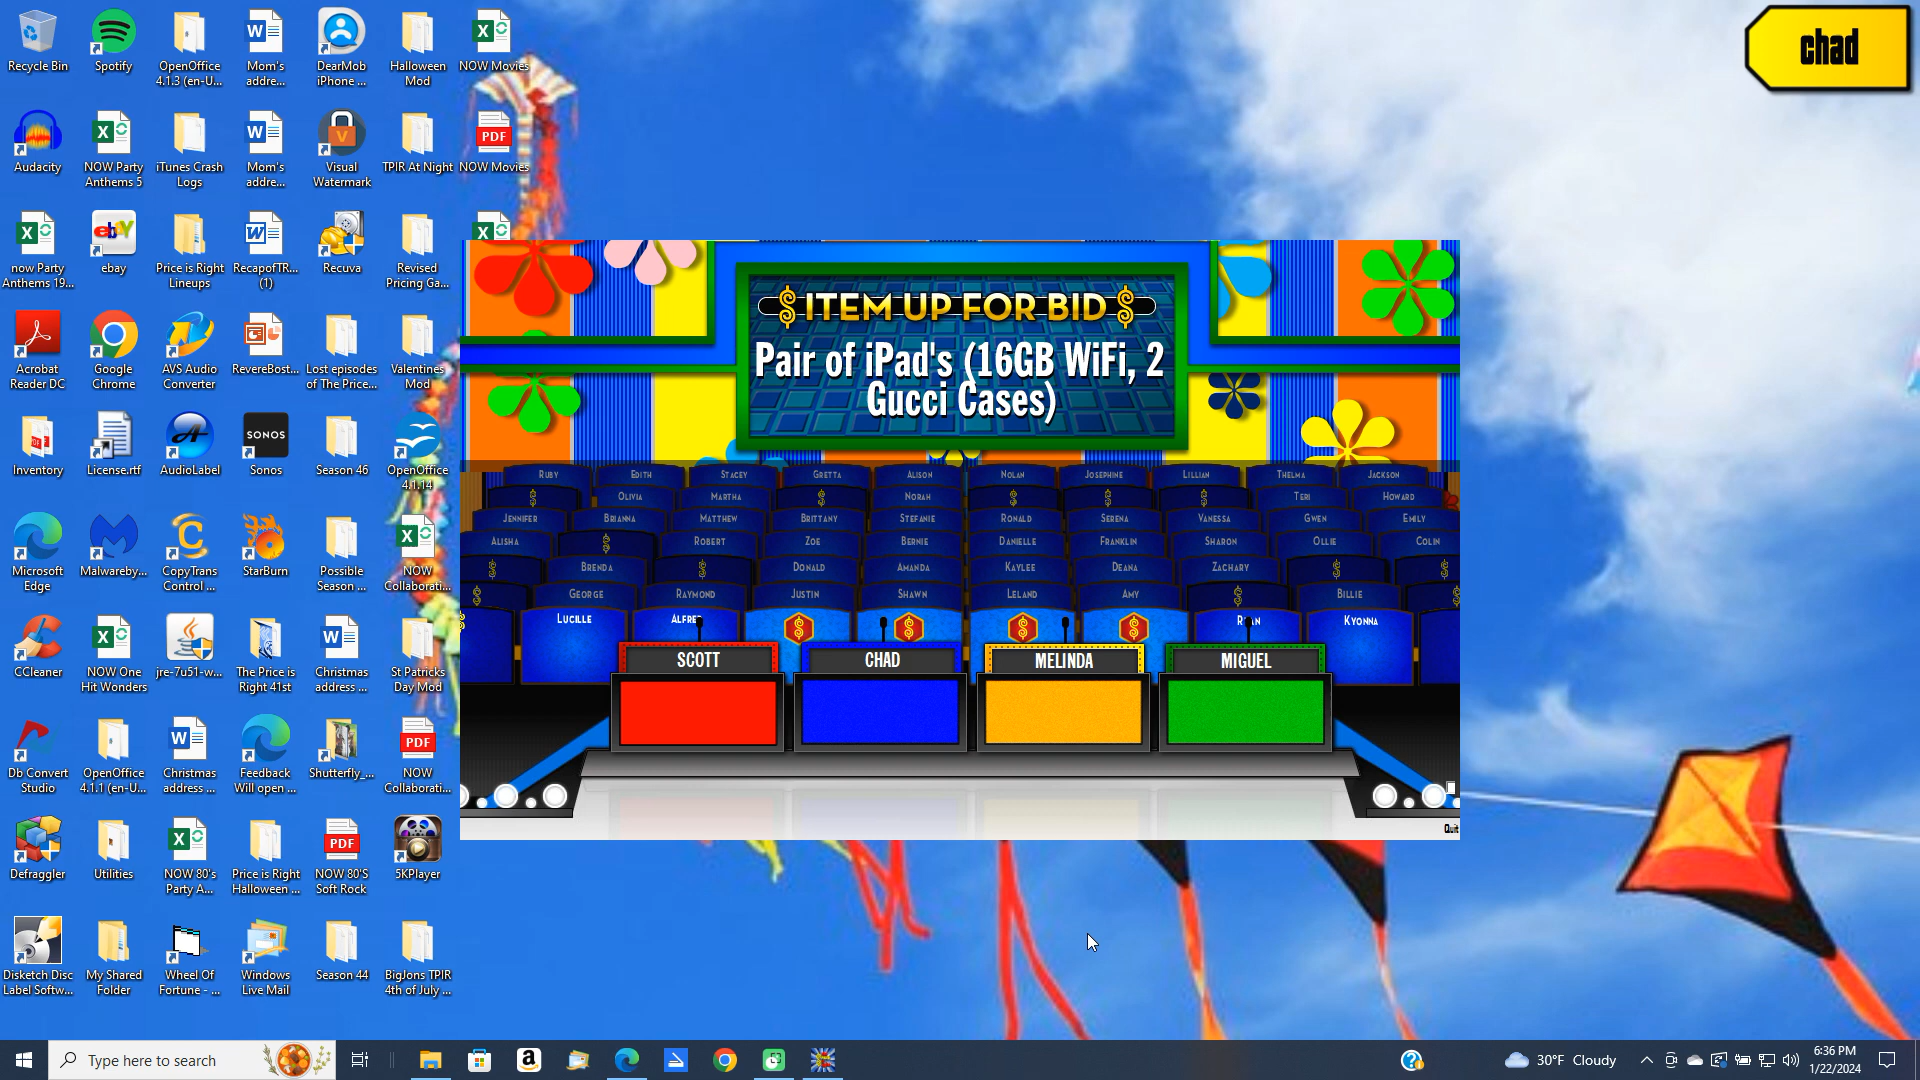 Recycle Bin
Spotify
OpenOffice
4.1.3 (en-U...
Mom's
addre...
DearMob
iPhone ...
Halloween
Mod
NOW Movies
chad
Audacity
NOW Party
Anthems 5
iTunes Crash
Logs
Mom's
addre...
Visual
Watermark
TPIR At Night
PDF
NOW Movies
now Party
Anthems 19...
ebay
Price is Right
Lineups
RecapofTR...
(1)
Recuva
Revised
Pricing Ga...
Acrobat
Reader DC
Google
Chrome
AVS Audio
Converter
RevereBost...
Lost episodes
of The Price...
Valentines
Mod
Inventory
License.rtf
AudioLabel
SONOS
Sonos
Season 46
OpenOffice
4.1.14
Microsoft
Edge
Malwareby...
CopyTrans
Control ...
StarBurn
Possible
Season ...
NOW
Collaborati...
CCleaner
NOW One
Hit Wonders
jre-7u51-w...
The Price is
Right 41st
Christmas
address ...
St Patricks
Day Mod
Db Convert
Studio
OpenOffice
4.1.1 (en-U...
Christmas
address ...
Feedback
Will open ...
Shutterfly_...
PDF
NOW
Collaborati...
Defraggler
Utilities
NOW 80's
Party A...
Price is Right
Halloween ...
PDF
NOW 80'S
Soft Rock
5KPlayer
Disketch Disc
Label Softw...
My Shared
Folder
Wheel Of
Fortune - ...
Windows
Live Mail
Season 44
BigJons TPIR
4th of July ...
$ ITEM UP FOR BID $
Pair of iPad's (16GB WiFi, 2
Gucci Cases)
RUBY EDITH STACEY GRETTA ALISON NOLAN JOSEPHINE LILLIAN THELMA JACKSON
OLIVIA MARTHA NORAH TERI HOWARD
JENNIFER BRIANNA MATTHEW BRITTANY STEFANIE RONALD SERENA VANESSA GWEN EMILY
ALISHA ROBERT ZOE BERNIE DANIELLE FRANKLIN SHARON OLLIE COLIN
BRENDA DONALD AMANDA KAYLEE DEANA ZACHARY
GEORGE RAYMOND JUSTIN SHAWN LELAND AMY BILLIE
LUCILLE KYONNA
SCOTT CHAD MELINDA MIGUEL
Quit
Type here to search
30°F Cloudy
6:36 PM
1/22/2024